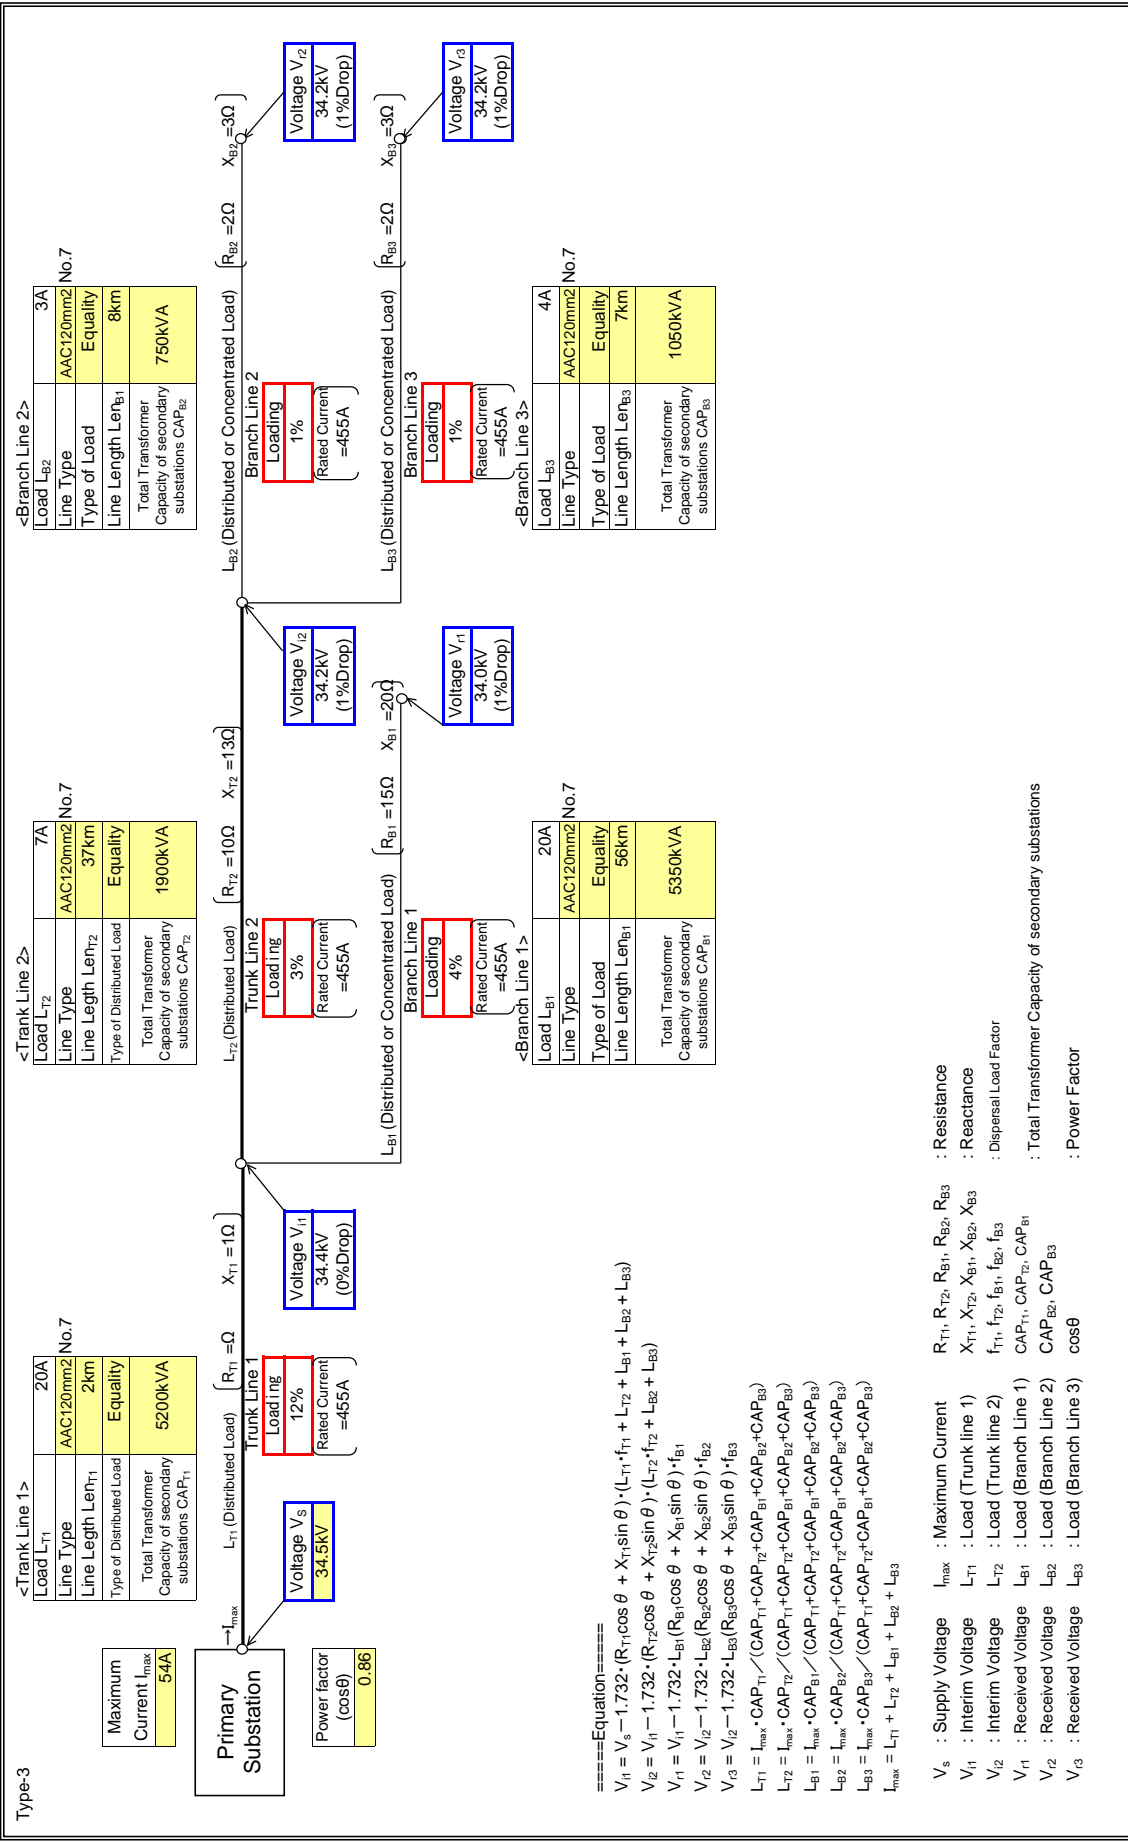 Type-3
Maximum
Current Imax
54A
Primary
Substation
Power factor
(cosθ)
0.86
→Imax
Voltage VS
34.5kV
<Trank Line 1>
Load LT1 20A
Line Type AAC120mm2 No.7
Line Legth LenT1 2km
Type of Distributed Load Equality
Total Transformer
Capacity of secondary
substations CAPT1
5200kVA
LT1 (Distributed Load)
RT1 =Ω XT1 =1Ω
Trunk Line 1
Loading
12%
Rated Current
=455A
Voltage Vi1
34.4kV
(0%Drop)
<Trank Line 2>
Load LT2 7A
Line Type AAC120mm2 No.7
Line Legth LenT2 37km
Type of Distributed Load Equality
Total Transformer
Capacity of secondary
substations CAPT2
1900kVA
LT2 (Distributed Load)
RT2 =10Ω XT2 =13Ω
Trunk Line 2
Loading
3%
Rated Current
=455A
Voltage Vi2
34.2kV
(1%Drop)
LB1 (Distributed or Concentrated Load)
RB1 =15Ω XB1 =20Ω
Branch Line 1
Loading
4%
Rated Current
=455A
Voltage Vr1
34.0kV
(1%Drop)
<Branch Line 1>
Load LB1 20A
Line Type AAC120mm2 No.7
Type of Load Equality
Line Length LenB1 56km
Total Transformer
Capacity of secondary
substations CAPB1
5350kVA
<Branch Line 2>
Load LB2 3A
Line Type AAC120mm2 No.7
Type of Load Equality
Line Length LenB1 8km
Total Transformer
Capacity of secondary
substations CAPB2
750kVA
LB2 (Distributed or Concentrated Load)
RB2 =2Ω XB2 =3Ω
Branch Line 2
Loading
1%
Rated Current
=455A
Voltage Vr2
34.2kV
(1%Drop)
LB3 (Distributed or Concentrated Load)
RB3 =2Ω XB3 =3Ω
Branch Line 3
Loading
1%
Rated Current
=455A
Voltage Vr3
34.2kV
(1%Drop)
<Branch Line 3>
Load LB3 4A
Line Type AAC120mm2 No.7
Type of Load Equality
Line Length LenB3 7km
Total Transformer
Capacity of secondary
substations CAPB3
1050kVA
=====Equation=====
Vi1 = Vs−1.732・(RT1cosθ + XT1sinθ)・(LT1・fT1 + LT2 + LB1 + LB2 + LB3)
Vi2 = Vi1−1.732・(RT2cosθ + XT2sinθ)・(LT2・fT2 + LB2 + LB3)
Vr1 = Vi1−1.732・LB1(RB1cosθ + XB1sinθ)・fB1
Vr2 = Vi2−1.732・LB2(RB2cosθ + XB2sinθ)・fB2
Vr3 = Vi2−1.732・LB3(RB3cosθ + XB3sinθ)・fB3
LT1 = Imax・CAPT1／(CAPT1+CAPT2+CAPB1+CAPB2+CAPB3)
LT2 = Imax・CAPT2／(CAPT1+CAPT2+CAPB1+CAPB2+CAPB3)
LB1 = Imax・CAPB1／(CAPT1+CAPT2+CAPB1+CAPB2+CAPB3)
LB2 = Imax・CAPB2／(CAPT1+CAPT2+CAPB1+CAPB2+CAPB3)
LB3 = Imax・CAPB3／(CAPT1+CAPT2+CAPB1+CAPB2+CAPB3)
Imax = LT1 + LT2 + LB1 + LB2 + LB3
Vs : Supply Voltage Imax : Maximum Current RT1, RT2, RB1, RB2, RB3 : Resistance
Vi1 : Interim Voltage LT1 : Load (Trunk line 1) XT1, XT2, XB1, XB2, XB3 : Reactance
Vi2 : Interim Voltage LT2 : Load (Trunk line 2) fT1, fT2, fB1, fB2, fB3 : Dispersal Load Factor
Vr1 : Received Voltage LB1 : Load (Branch Line 1) CAPT1, CAPT2, CAPB1
Vr2 : Received Voltage LB2 : Load (Branch Line 2) CAPB2, CAPB3 : Total Transformer Capacity of secondary substations
Vr3 : Received Voltage LB3 : Load (Branch Line 3) cosθ : Power Factor